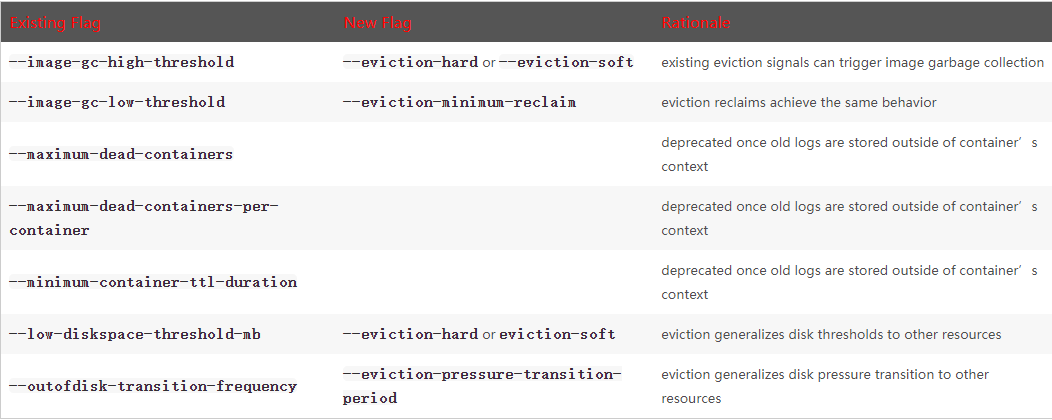 Existing Flag New Flag Rationale
--image-gc-high-threshold --eviction-hard or --eviction-soft existing eviction signals can trigger image garbage collection
--image-gc-low-threshold --eviction-minimum-reclaim eviction reclaims achieve the same behavior
--maximum-dead-containers deprecated once old logs are stored outside of container′s
context
--maximum-dead-containers-per- deprecated once old logs are stored outside of container′s
container context
--minimum-container-ttl-duration deprecated once old logs are stored outside of container′s
context
--low-diskspace-threshold-mb --eviction-hard or eviction-soft eviction generalizes disk thresholds to other resources
--outofdisk-transition-frequency --eviction-pressure-transition- eviction generalizes disk pressure transition to other
period resources